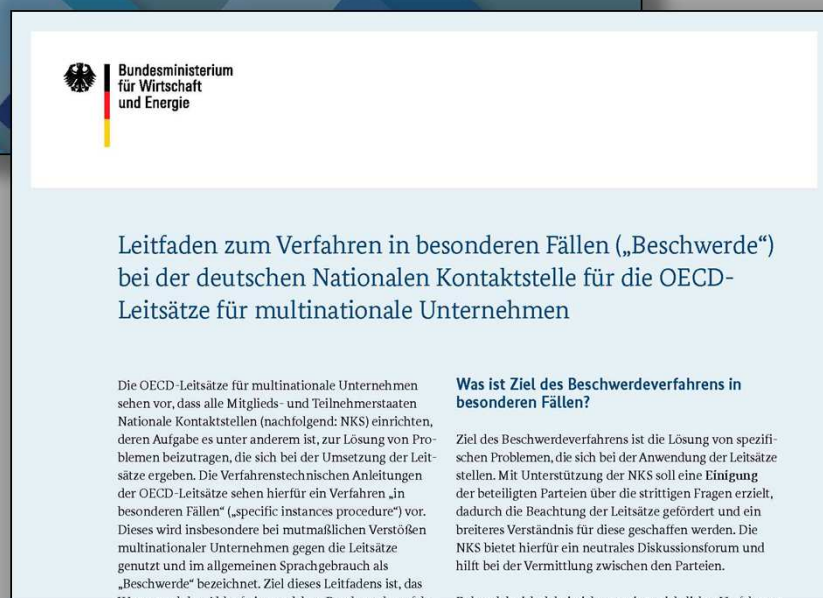 Bundesministerium
für Wirtschaft
und Energie
Leitfaden zum Verfahren in besonderen Fällen („Beschwerde“)
bei der deutschen Nationalen Kontaktstelle für die OECD-
Leitsätze für multinationale Unternehmen
Die OECD-Leitsätze für multinationale Unternehmen
sehen vor, dass alle Mitglieds- und Teilnehmerstaaten
Nationale Kontaktstellen (nachfolgend: NKS) einrichten,
deren Aufgabe es unter anderem ist, zur Lösung von Pro-
blemen beizutragen, die sich bei der Umsetzung der Leit-
sätze ergeben. Die Verfahrenstechnischen Anleitungen
der OECD-Leitsätze sehen hierfür ein Verfahren „in
besonderen Fällen“ („specific instances procedure“) vor.
Dieses wird insbesondere bei mutmaßlichen Verstößen
multinationaler Unternehmen gegen die Leitsätze
genutzt und im allgemeinen Sprachgebrauch als
„Beschwerde“ bezeichnet. Ziel dieses Leitfadens ist, das
Was ist Ziel des Beschwerdeverfahrens in
besonderen Fällen?
Ziel des Beschwerdeverfahrens ist die Lösung von spezifi-
schen Problemen, die sich bei der Anwendung der Leitsätze
stellen. Mit Unterstützung der NKS soll eine Einigung
der beteiligten Parteien über die strittigen Fragen erzielt,
dadurch die Beachtung der Leitsätze gefördert und ein
breiteres Verständnis für diese geschaffen werden. Die
NKS bietet hierfür ein neutrales Diskussionsforum und
hilft bei der Vermittlung zwischen den Parteien.